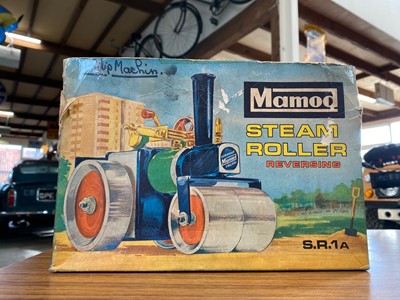 Mamod
STEAM
ROLLER
REVERSING
S.R.1A